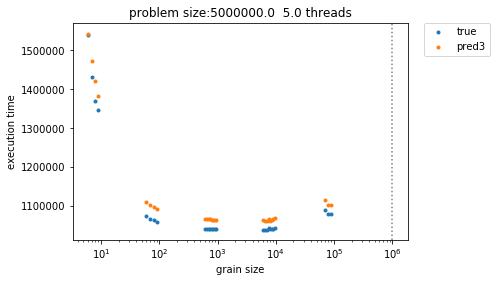 problem size:5000000.0  5.0 threads
true
pred3
execution time
1500000
1400000
1300000
1200000
1100000
10¹
10²
10³
10⁴
10⁵
10⁶
grain size